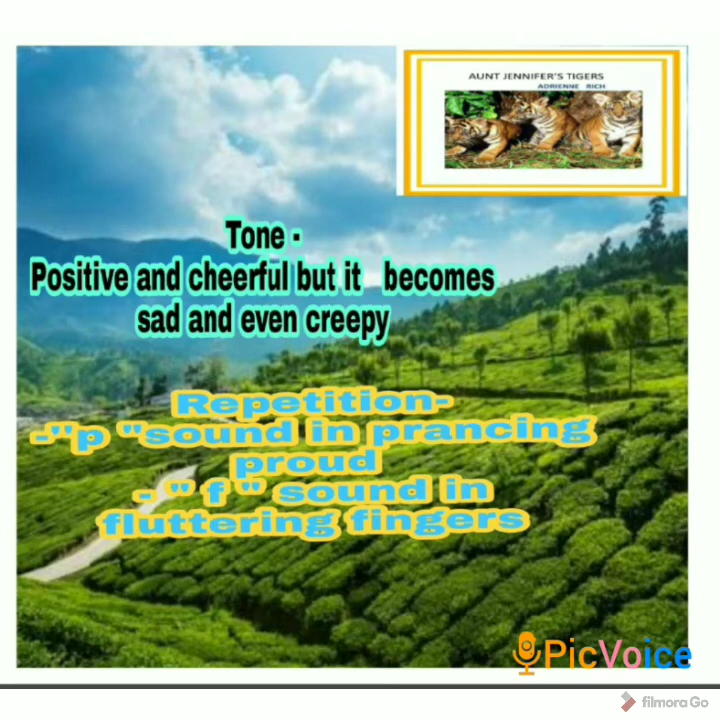 AUNT JENNIFER'S TIGERS
ADRIENNE RICH
Tone -
Positive and cheerful but it becomes
sad and even creepy
Repetition-
-"p "sound in prancing
proud
- " f " sound in
fluttering fingers
PicVoice
filmora Go